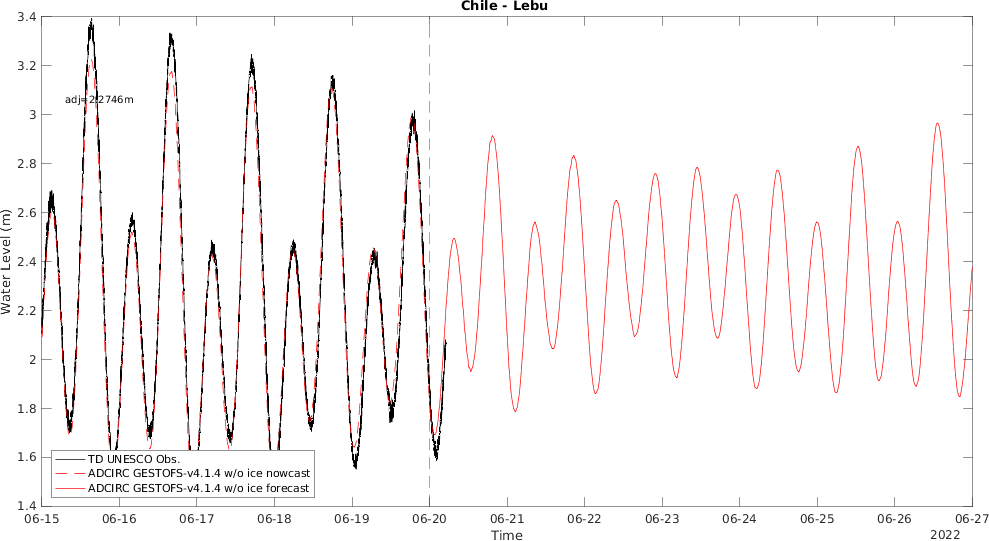 Chile - Lebu
3.4
3.2
3
2.8
2.6
2.4
2.2
2
1.8
1.6
1.4
Water Level (m)
adj=2.2746m
TD UNESCO Obs.
ADCIRC GESTOFS-v4.1.4 w/o ice nowcast
ADCIRC GESTOFS-v4.1.4 w/o ice forecast
06-15 06-16 06-17 06-18 06-19 06-20 06-21 06-22 06-23 06-24 06-25 06-26 06-27
Time
2022